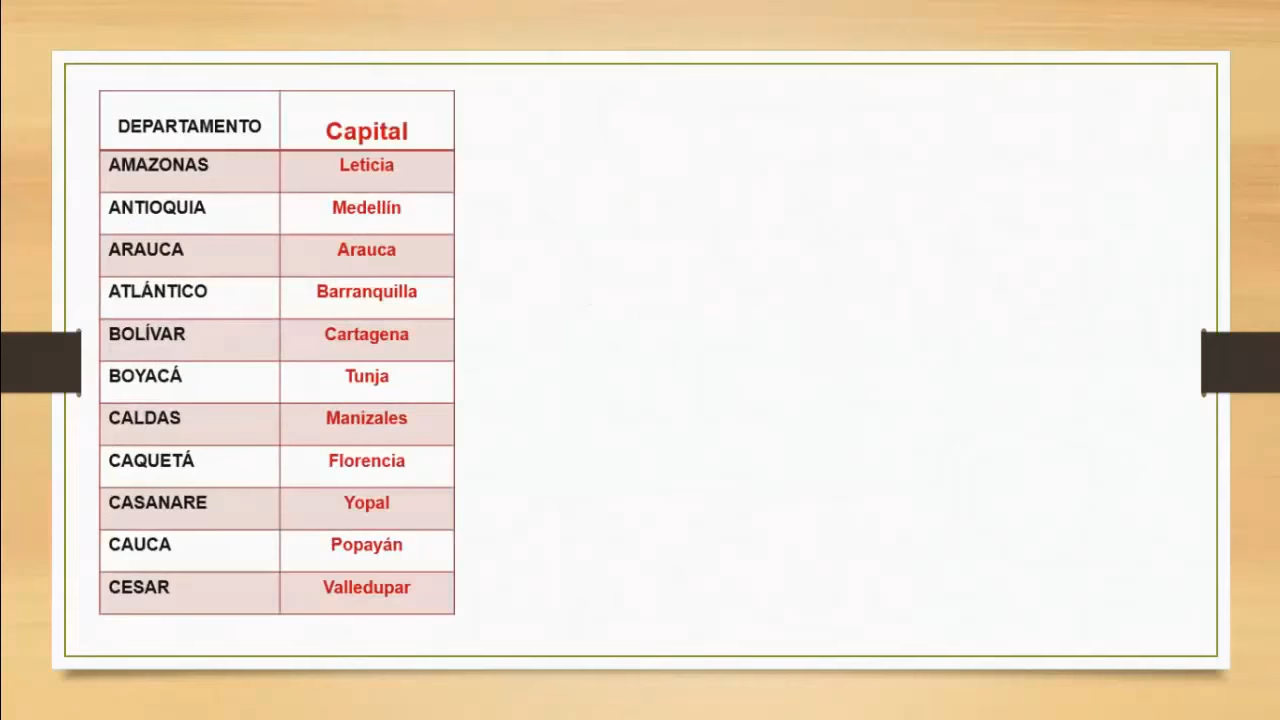 DEPARTAMENTO Capital
AMAZONAS Leticia
ANTIOQUIA Medellín
ARAUCA Arauca
ATLÁNTICO Barranquilla
BOLÍVAR Cartagena
BOYACÁ Tunja
CALDAS Manizales
CAQUETÁ Florencia
CASANARE Yopal
CAUCA Popayán
CESAR Valledupar